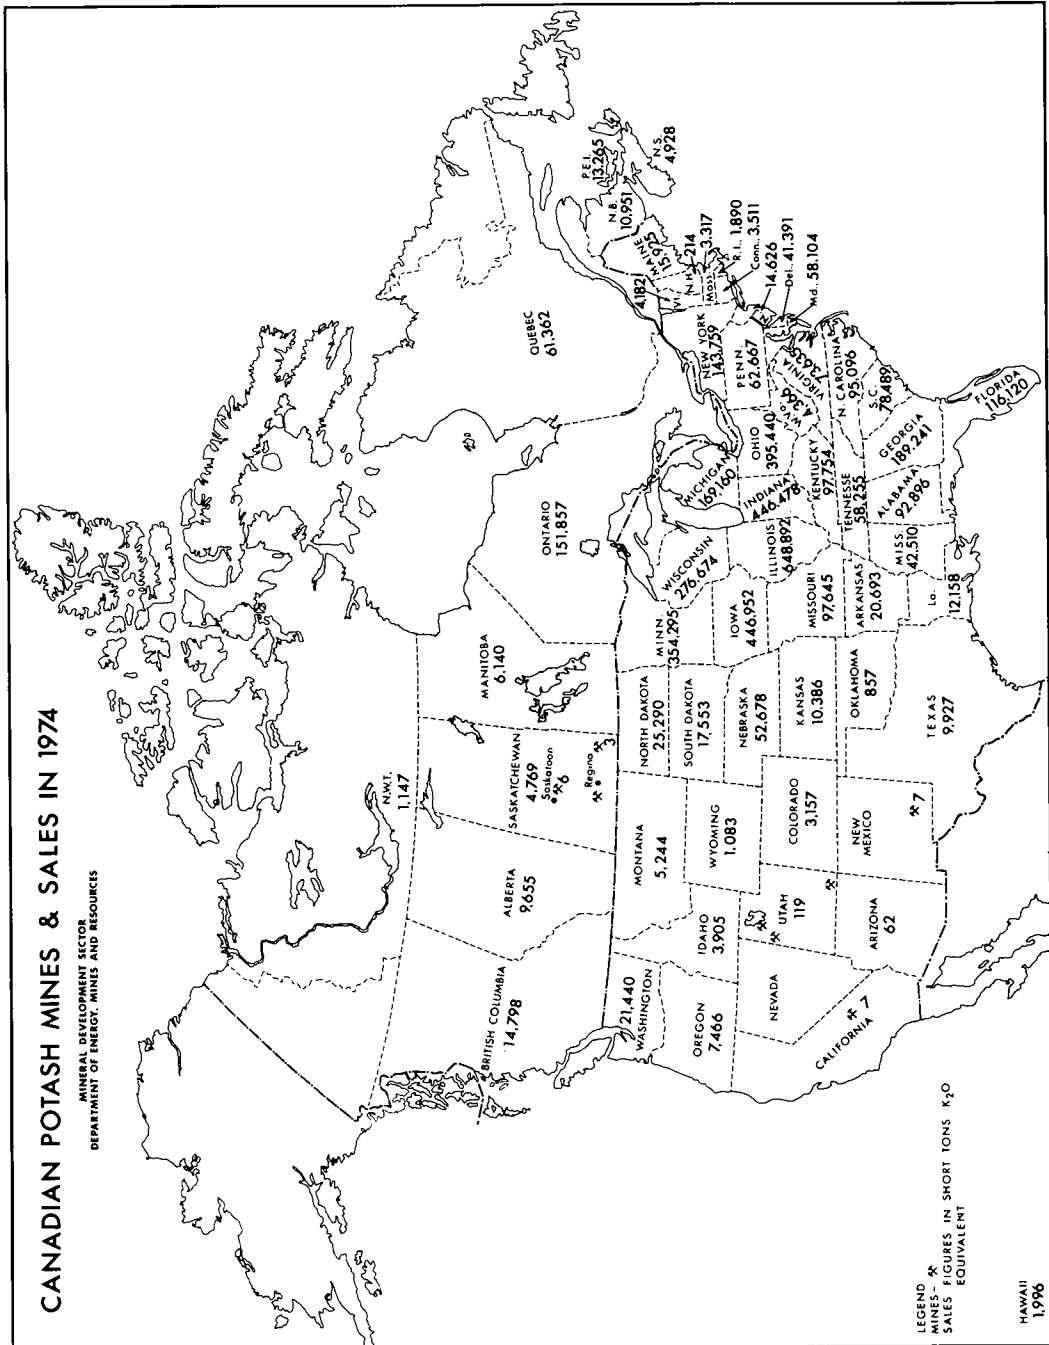 CANADIAN POTASH MINES & SALES IN 1974
MINERAL DEVELOPMENT SECTOR
DEPARTMENT OF ENERGY, MINES AND RESOURCES
N.W.T.
1,147
BRITISH COLUMBIA
14,798
ALBERTA
9,655
SASKATCHEWAN
4,769
Saskatoon
6
Regina
3
MANITOBA
6,140
ONTARIO
151,857
QUEBEC
61,362
P.E.I.
13,265
N.B.
10,951
N.S.
4,928
21,440
WASHINGTON
OREGON
7,466
IDAHO
3,905
MONTANA
5,244
WYOMING
1,083
NORTH DAKOTA
25,290
SOUTH DAKOTA
17,553
NEBRASKA
52,678
KANSAS
10,386
OKLAHOMA
857
TEXAS
9,927
NEVADA
UTAH
119
COLORADO
3,157
CALIFORNIA
7
ARIZONA
62
NEW
MEXICO
7
MINN.
354,295
IOWA
446,952
MISSOURI
97,645
ARKANSAS
20,693
La.
12,158
WISCONSIN
276,674
ILLINOIS
648,892
MICHIGAN
169,160
INDIANA
446,478
OHIO
395,440
KENTUCKY
97,754
TENNESSE
58,255
MISS.
42,510
ALABAMA
92,896
GEORGIA
189,241
FLORIDA
116,120
S.C.
78,489
N. CAROLINA
95,096
VIRGINIA
73,635
4,366
PENN
62,667
NEW YORK
143,759
4,182
Vt.
MAINE
15,925
N.H.
214
Mass.
3,317
R.I.. 1,890
Conn.. 3,511
N.J.
14,626
Del.. 41,391
Md.. 58,104
LEGEND
MINES -
SALES FIGURES IN SHORT TONS K₂O
EQUIVALENT
HAWAII
1,996